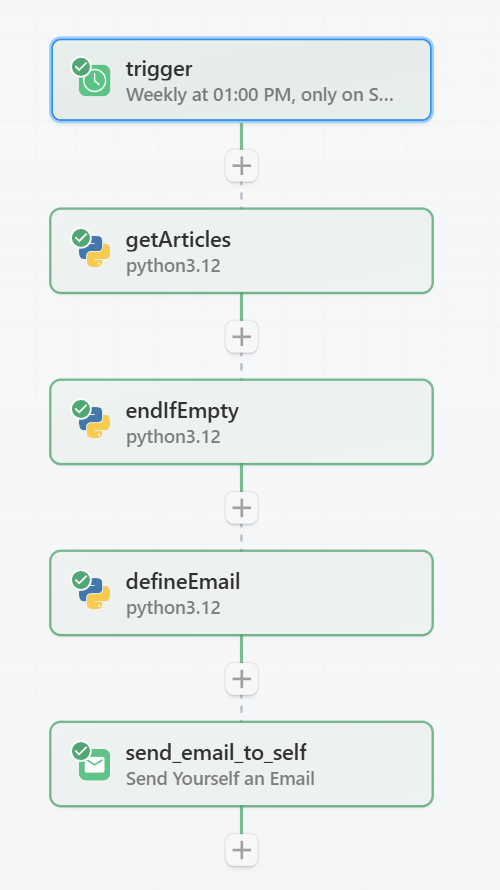 trigger
Weekly at 01:00 PM, only on S...
getArticles
python3.12
endIfEmpty
python3.12
defineEmail
python3.12
send_email_to_self
Send Yourself an Email